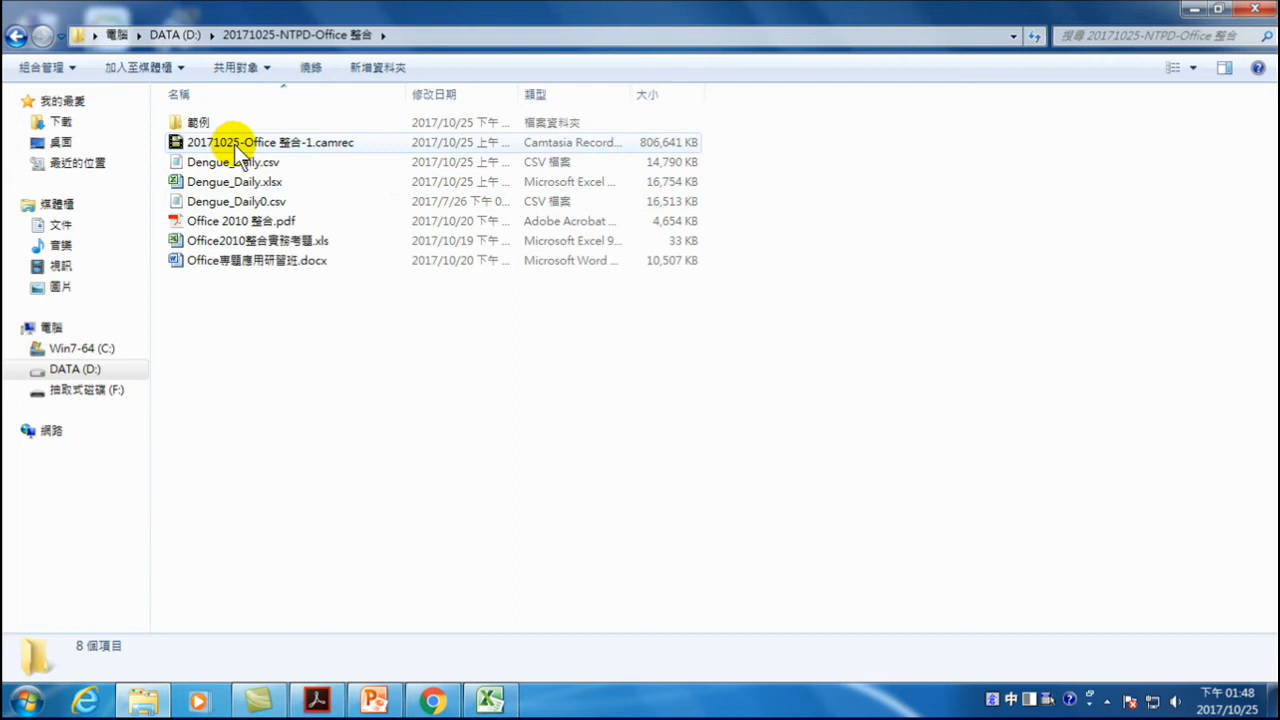 電腦 DATA (D:) 20171025-NTPD-Office 整合
搜尋 20171025-NTPD-Office 整合
組合管理 加入至媒體櫃 共用對象 燒錄 新增資料夾
名稱 修改日期 類型 大小
我的最愛
下載
桌面
最近的位置
媒體櫃
文件
音樂
視訊
圖片
電腦
Win7-64 (C:)
DATA (D:)
抽取式磁碟 (F:)
網路
範例 2017/10/25 下午 ... 檔案資料夾
20171025-Office 整合-1.camrec 2017/10/25 上午 ... Camtasia Record... 806,641 KB
Dengue_Daily.csv 2017/10/25 上午 ... CSV 檔案 14,790 KB
Dengue_Daily.xlsx 2017/10/25 上午 ... Microsoft Excel ... 16,754 KB
Dengue_Daily0.csv 2017/7/26 下午 0... CSV 檔案 16,513 KB
Office 2010 整合.pdf 2017/10/20 下午 ... Adobe Acrobat ... 4,654 KB
Office2010整合實務考題.xls 2017/10/19 下午 ... Microsoft Excel 9... 33 KB
Office專題應用研習班.docx 2017/10/20 下午 ... Microsoft Word ... 10,507 KB
8 個項目
中
下午 01:48
2017/10/25